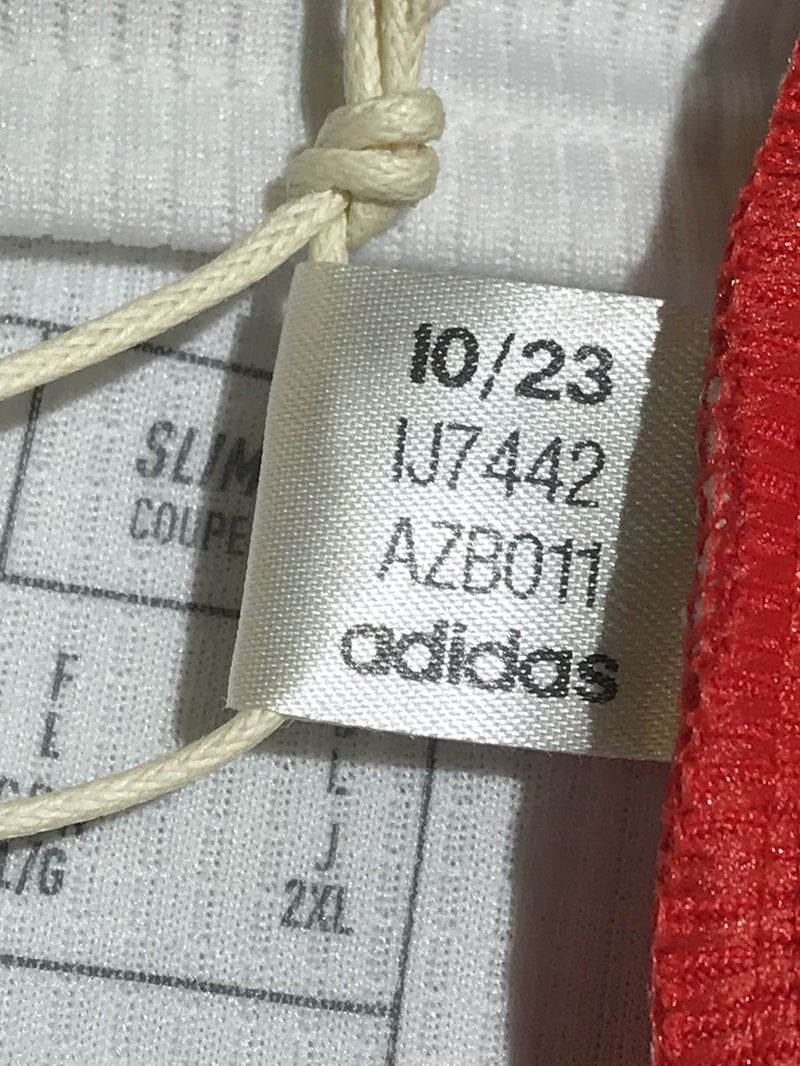 10/23
IJ7442
AZB011
adidas
SLIM
COUPE
F
L
L
J
L/G
2XL